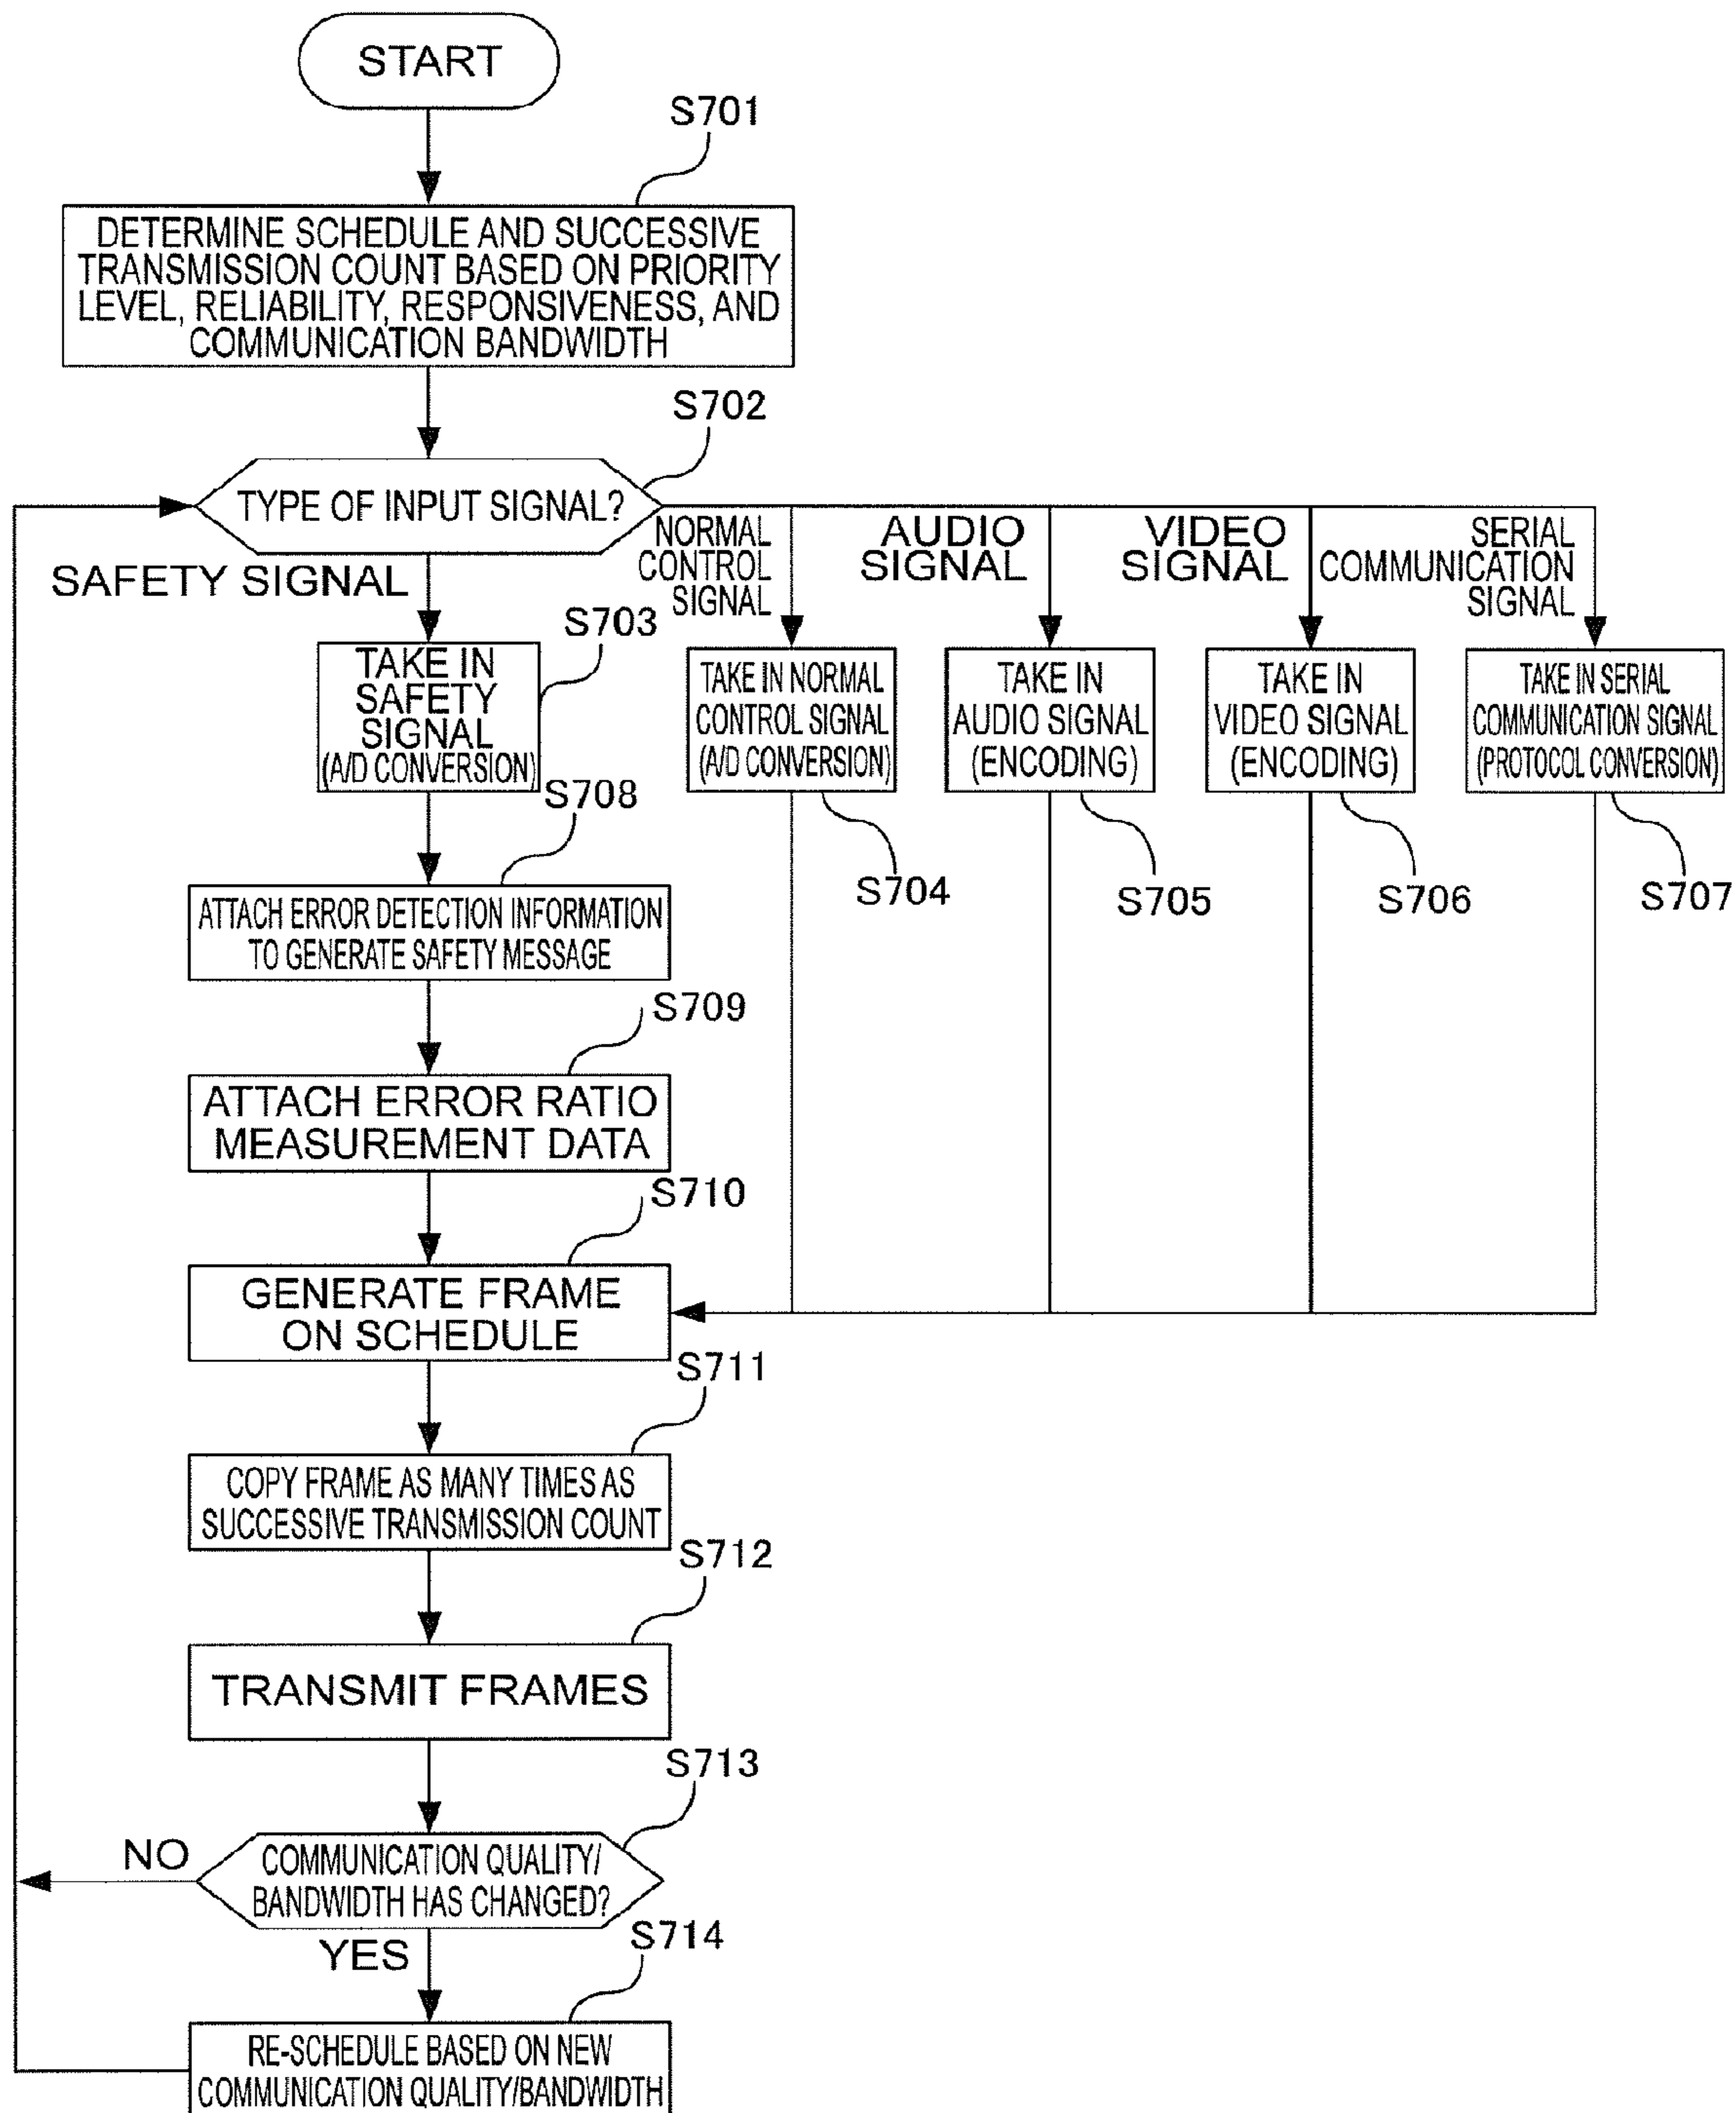 START
S701
DETERMINE SCHEDULE AND SUCCESSIVE
TRANSMISSION COUNT BASED ON PRIORITY
LEVEL, RELIABILITY, RESPONSIVENESS, AND
COMMUNICATION BANDWIDTH
S702
TYPE OF INPUT SIGNAL?
SAFETY SIGNAL
NORMAL
CONTROL
SIGNAL
AUDIO
SIGNAL
VIDEO
SIGNAL
SERIAL
COMMUNICATION
SIGNAL
S703
TAKE IN
SAFETY
SIGNAL
(A/D CONVERSION)
TAKE IN NORMAL
CONTROL SIGNAL
(A/D CONVERSION)
TAKE IN
AUDIO SIGNAL
(ENCODING)
TAKE IN
VIDEO SIGNAL
(ENCODING)
TAKE IN SERIAL
COMMUNICATION SIGNAL
(PROTOCOL CONVERSION)
S704
S705
S706
S707
S708
ATTACH ERROR DETECTION INFORMATION
TO GENERATE SAFETY MESSAGE
S709
ATTACH ERROR RATIO
MEASUREMENT DATA
S710
GENERATE FRAME
ON SCHEDULE
S711
COPY FRAME AS MANY TIMES AS
SUCCESSIVE TRANSMISSION COUNT
S712
TRANSMIT FRAMES
S713
COMMUNICATION QUALITY/
BANDWIDTH HAS CHANGED?
NO
YES
S714
RE-SCHEDULE BASED ON NEW
COMMUNICATION QUALITY/BANDWIDTH